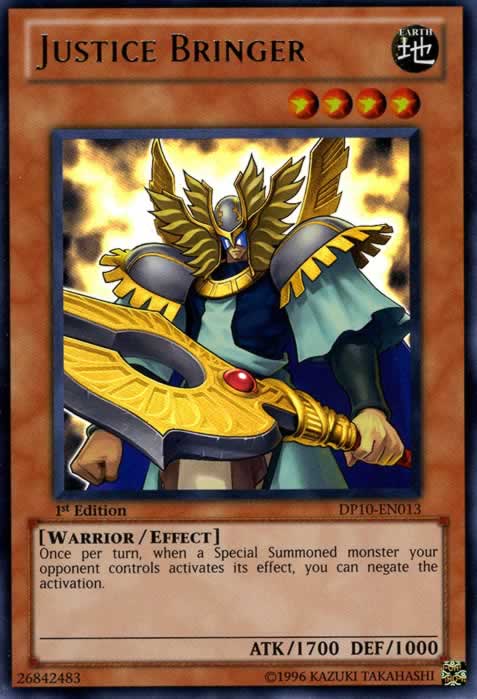 JUSTICE BRINGER
EARTH
地
1st Edition
DP10-EN013
[WARRIOR/EFFECT]
Once per turn, when a Special Summoned monster your
opponent controls activates its effect, you can negate the
activation.
ATK/1700 DEF/1000
26842483
©1996 KAZUKI TAKAHASHI